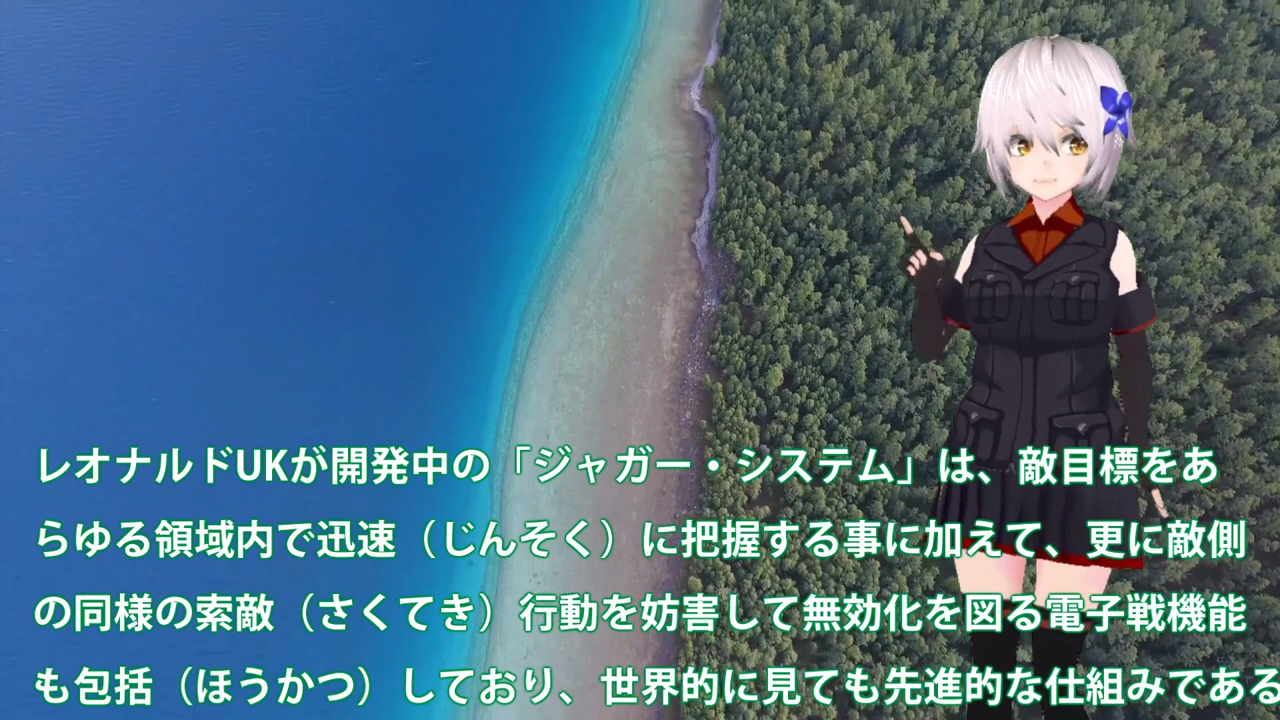 レオナルドUKが開発中の「ジャガー・システム」は、敵目標をあ
らゆる領域内で迅速（じんそく）に把握する事に加えて、更に敵側
の同様の索敵（さくてき）行動を妨害して無効化を図る電子戦機能
も包括（ほうかつ）しており、世界的に見ても先進的な仕組みである